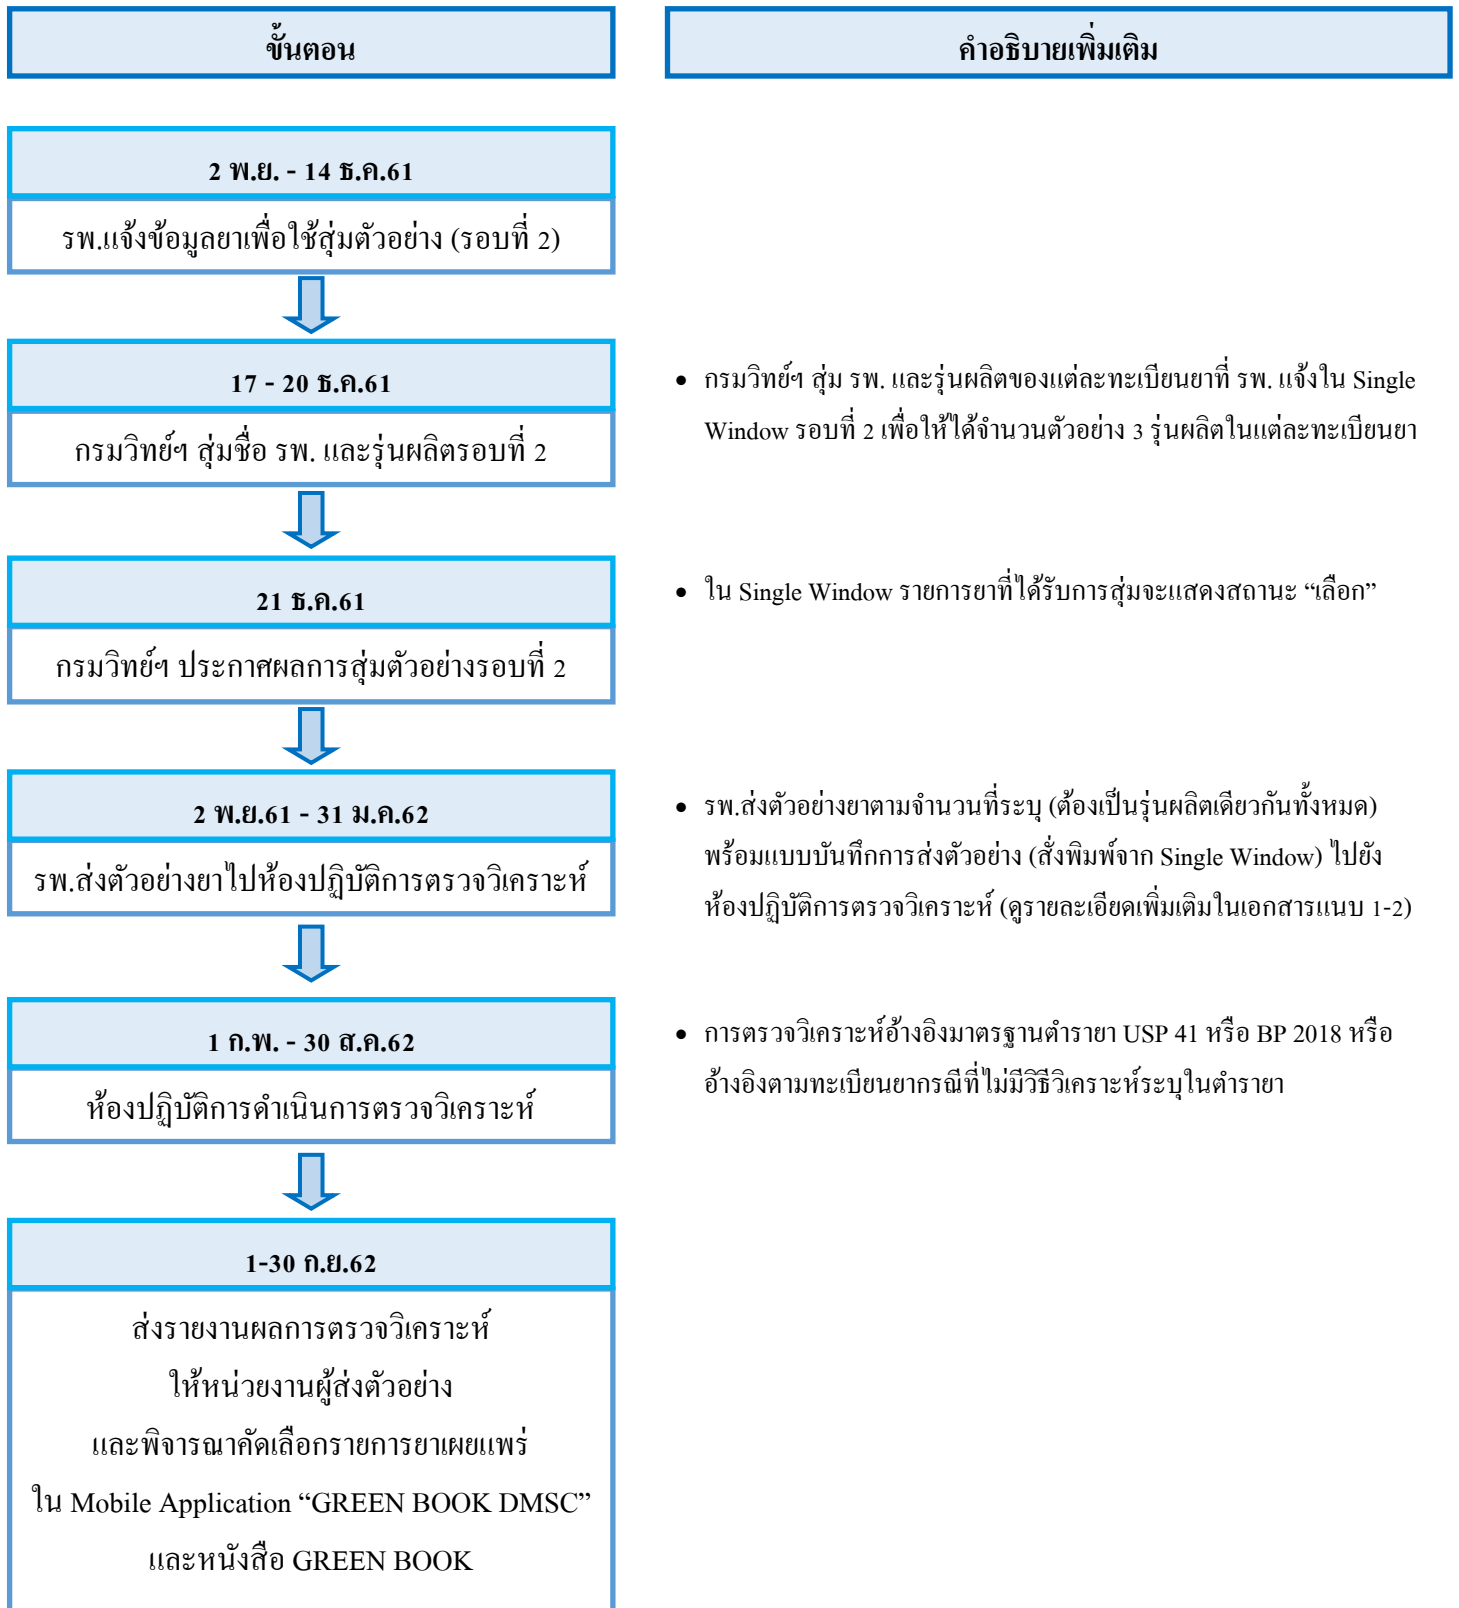 ขั้นตอน
คำอธิบายเพิ่มเติม
2 พ.ย. - 14 ธ.ค.61
รพ.แจ้งข้อมูลยาเพื่อใช้สุ่มตัวอย่าง (รอบที่ 2)
17 - 20 ธ.ค.61
กรมวิทย์ฯ สุ่มชื่อ รพ. และรุ่นผลิตรอบที่ 2
• กรมวิทย์ฯ สุ่ม รพ. และรุ่นผลิตของแต่ละทะเบียนยาที่ รพ. แจ้งใน Single
Window รอบที่ 2 เพื่อให้ได้จำนวนตัวอย่าง 3 รุ่นผลิตในแต่ละทะเบียนยา
21 ธ.ค.61
กรมวิทย์ฯ ประกาศผลการสุ่มตัวอย่างรอบที่ 2
• ใน Single Window รายการยาที่ได้รับการสุ่มจะแสดงสถานะ “เลือก”
2 พ.ย.61 - 31 ม.ค.62
รพ.ส่งตัวอย่างยาไปห้องปฏิบัติการตรวจวิเคราะห์
• รพ.ส่งตัวอย่างยาตามจำนวนที่ระบุ (ต้องเป็นรุ่นผลิตเดียวกันทั้งหมด)
พร้อมแบบบันทึกการส่งตัวอย่าง (สั่งพิมพ์จาก Single Window) ไปยัง
ห้องปฏิบัติการตรวจวิเคราะห์ (ดูรายละเอียดเพิ่มเติมในเอกสารแนบ 1-2)
1 ก.พ. - 30 ส.ค.62
ห้องปฏิบัติการดำเนินการตรวจวิเคราะห์
• การตรวจวิเคราะห์อ้างอิงมาตรฐานตำรายา USP 41 หรือ BP 2018 หรือ
อ้างอิงตามทะเบียนยากรณีที่ไม่มีวิธีวิเคราะห์ระบุในตำรายา
1-30 ก.ย.62
ส่งรายงานผลการตรวจวิเคราะห์
ให้หน่วยงานผู้ส่งตัวอย่าง
และพิจารณาคัดเลือกรายการยาเผยแพร่
ใน Mobile Application “GREEN BOOK DMSC”
และหนังสือ GREEN BOOK